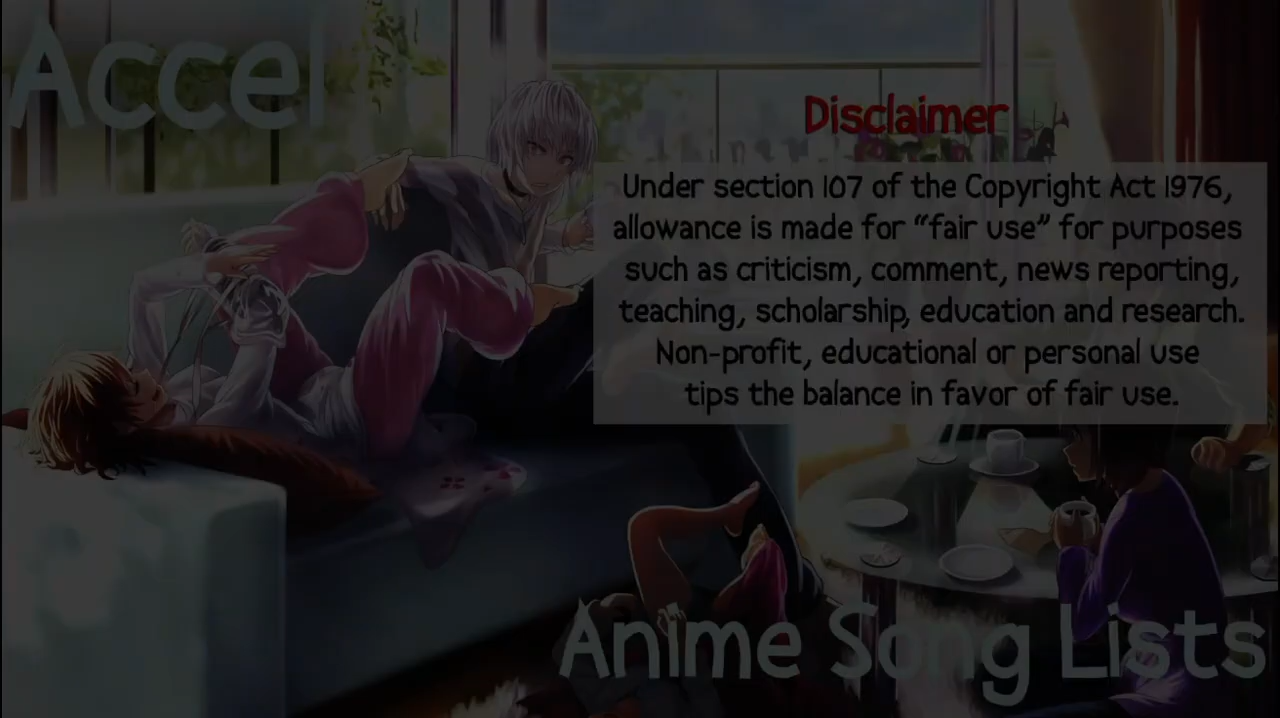 Accel
Disclaimer
Under section 107 of the Copyright Act 1976,
allowance is made for “fair use” for purposes
such as criticism, comment, news reporting,
teaching, scholarship, education and research.
Non-profit, educational or personal use
tips the balance in favor of fair use.
Anime Song Lists